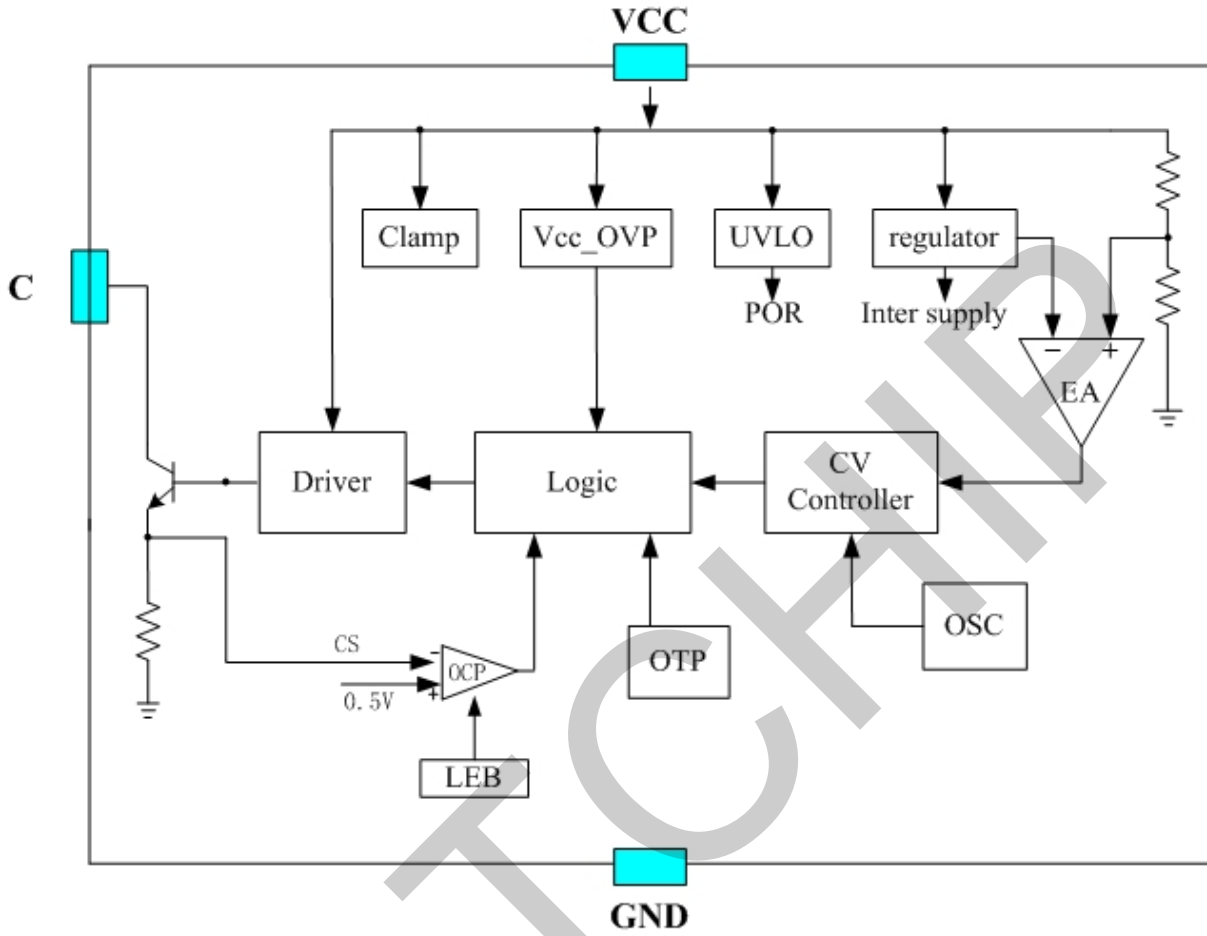 VCC
C
Clamp
Vcc_OVP
UVLO
regulator
POR
Inter supply
- +
EA
Driver
Logic
CV
Controller
CS
-
OCP
0.5V
+
OTP
OSC
LEB
GND
TCHIP